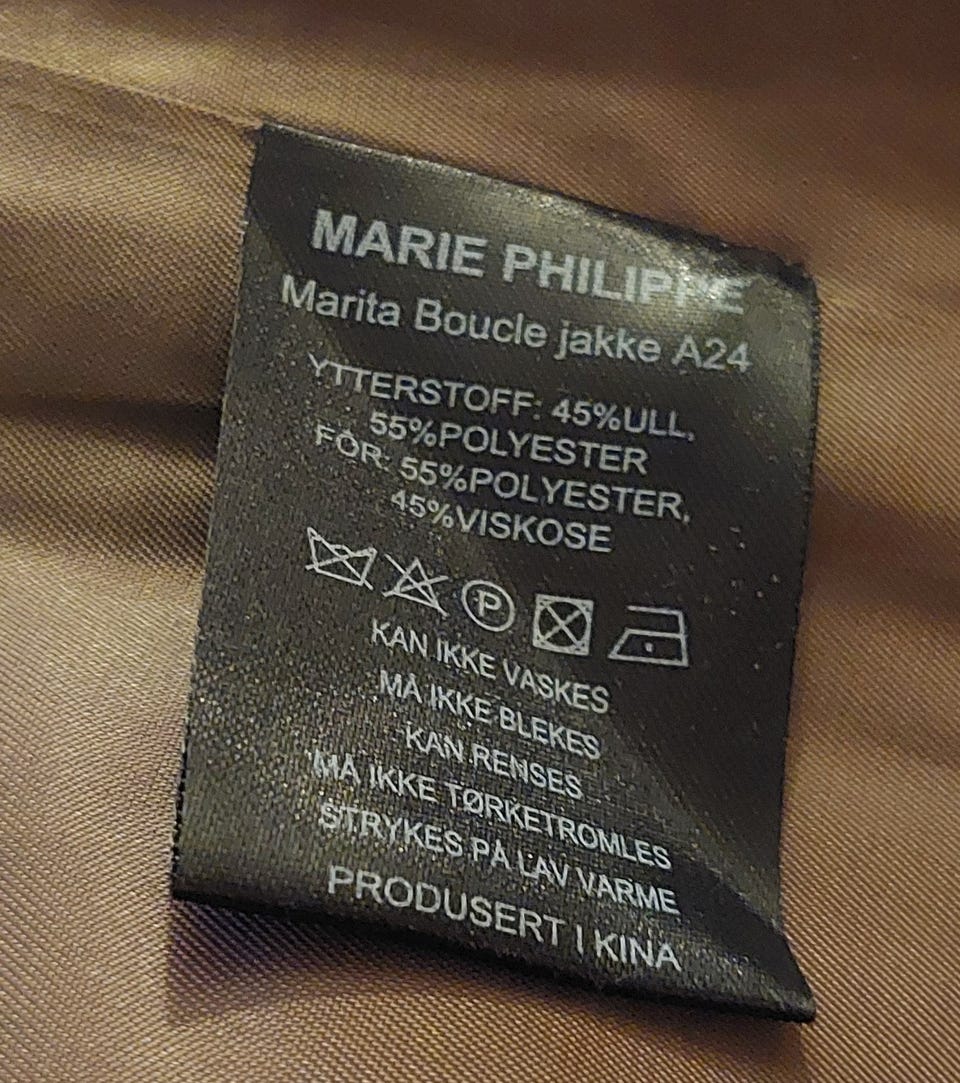 MARIE PHILIPPE
Marita Boucle jakke A24
YTTERSTOFF: 45%ULL,
55%POLYESTER
FÔR: 55%POLYESTER,
45%VISKOSE
P
KAN IKKE VASKES
MÅ IKKE BLEKES
KAN RENSES
MÅ IKKE TØRKETROMLES
STRYKES PÅ LAV VARME
PRODUSERT I KINA